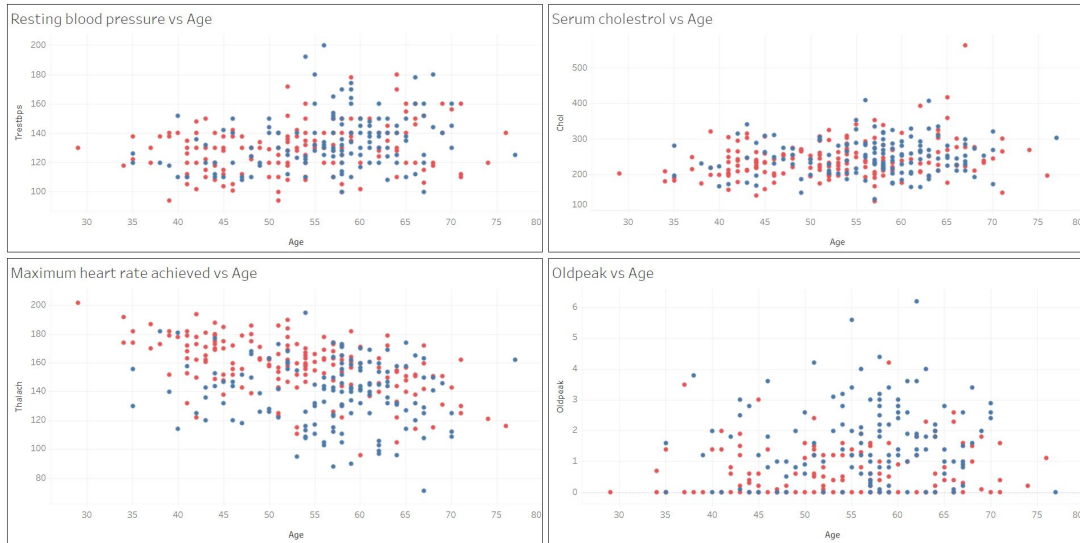 Resting blood pressure vs Age
200
180
160
140
120
100
Trestbps
30 35 40 45 50 55 60 65 70 75 80
Age
Serum cholestrol vs Age
500
400
300
200
100
Chol
30 35 40 45 50 55 60 65 70 75 80
Age
Maximum heart rate achieved vs Age
200
180
160
140
120
100
80
Thalach
30 35 40 45 50 55 60 65 70 75 80
Age
Oldpeak vs Age
6
5
4
3
2
1
0
Oldpeak
30 35 40 45 50 55 60 65 70 75 80
Age